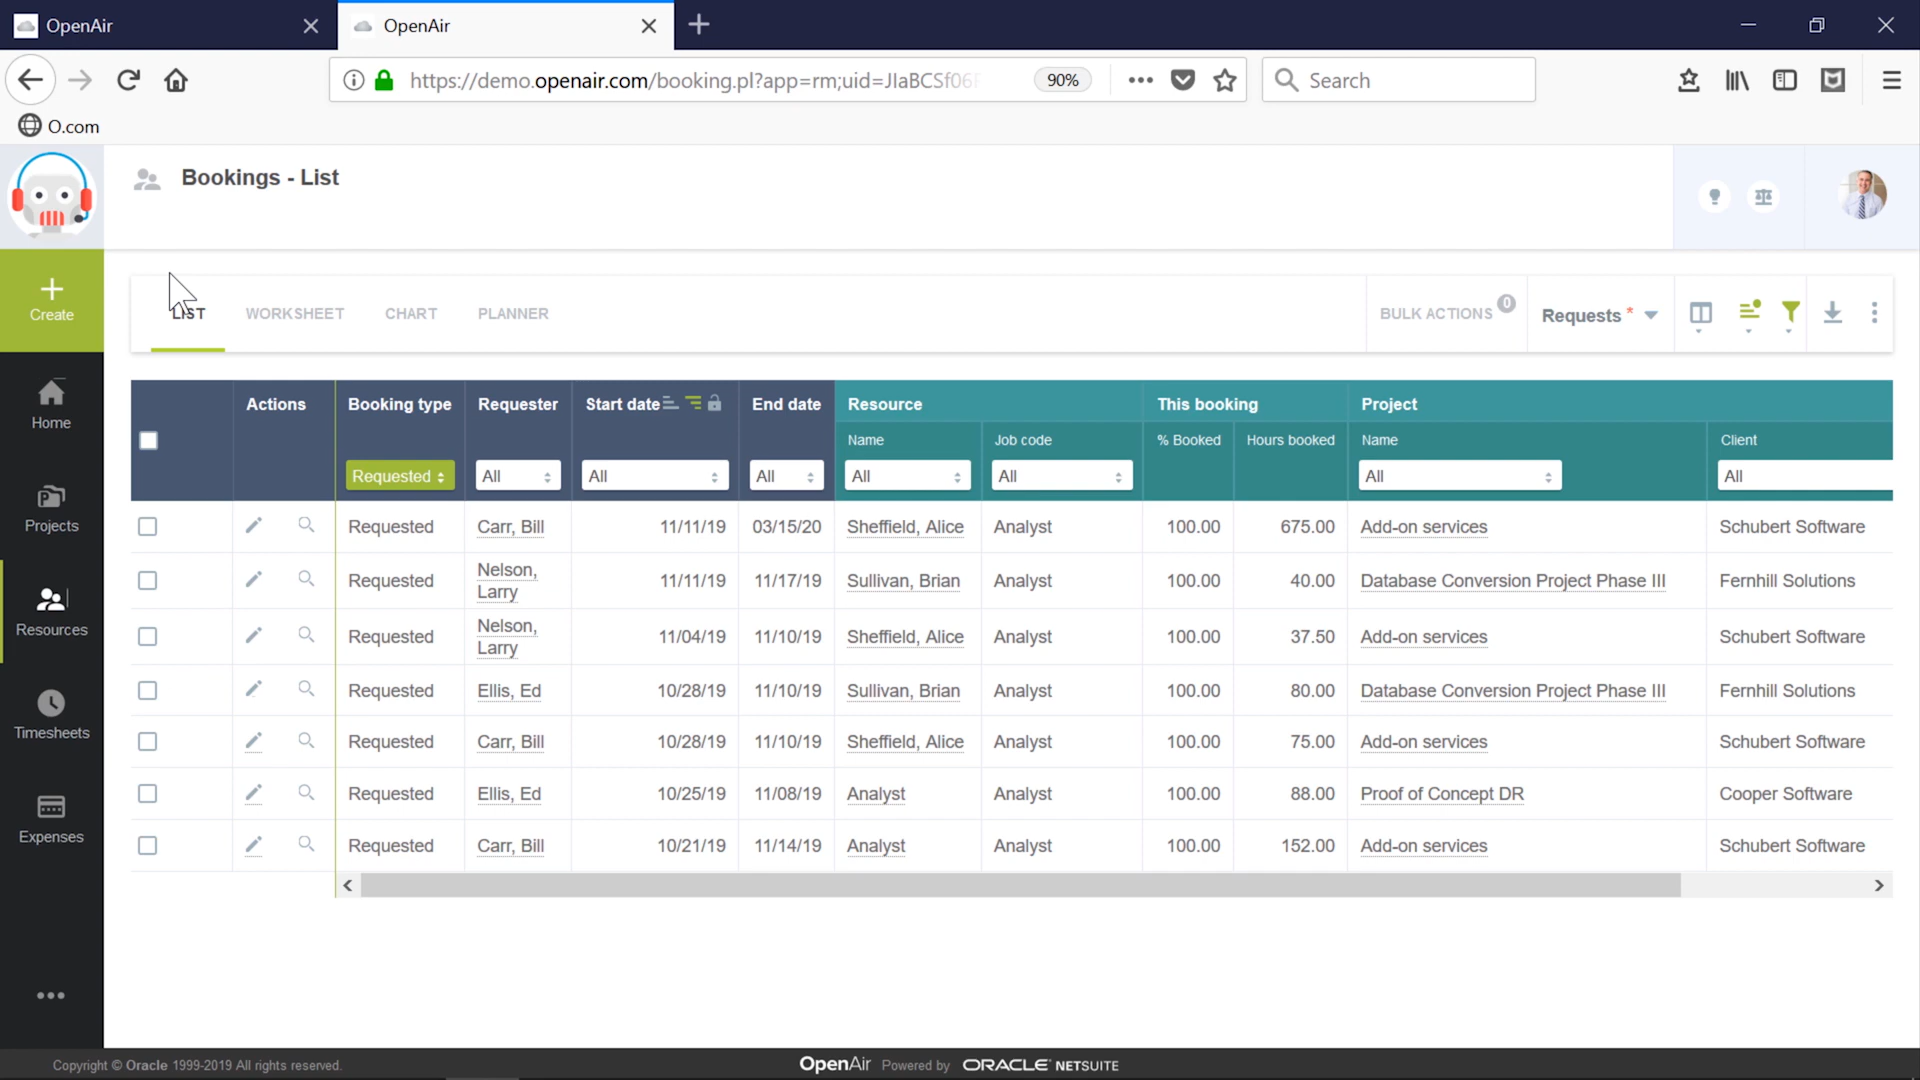 OpenAir
OpenAir
https://demo.openair.com/booking.pl?app=rm;uid=JIaBCSf06F
90%
Search
O.com
Bookings - List
Create
LIST
WORKSHEET
CHART
PLANNER
BULK ACTIONS 0
Requests *
Home
Projects
Resources
Timesheets
Expenses
Actions Booking type Requester Start date End date Resource This booking Project
Name Job code % Booked Hours booked Name Client
Requested All All All All All All All
Requested Carr, Bill 11/11/19 03/15/20 Sheffield, Alice Analyst 100.00 675.00 Add-on services Schubert Software
Requested Nelson, Larry 11/11/19 11/17/19 Sullivan, Brian Analyst 100.00 40.00 Database Conversion Project Phase III Fernhill Solutions
Requested Nelson, Larry 11/04/19 11/10/19 Sheffield, Alice Analyst 100.00 37.50 Add-on services Schubert Software
Requested Ellis, Ed 10/28/19 11/10/19 Sullivan, Brian Analyst 100.00 80.00 Database Conversion Project Phase III Fernhill Solutions
Requested Carr, Bill 10/28/19 11/10/19 Sheffield, Alice Analyst 100.00 75.00 Add-on services Schubert Software
Requested Ellis, Ed 10/25/19 11/08/19 Analyst Analyst 100.00 88.00 Proof of Concept DR Cooper Software
Requested Carr, Bill 10/21/19 11/14/19 Analyst Analyst 100.00 152.00 Add-on services Schubert Software
Copyright © Oracle 1999-2019 All rights reserved.
OpenAir Powered by ORACLE NETSUITE